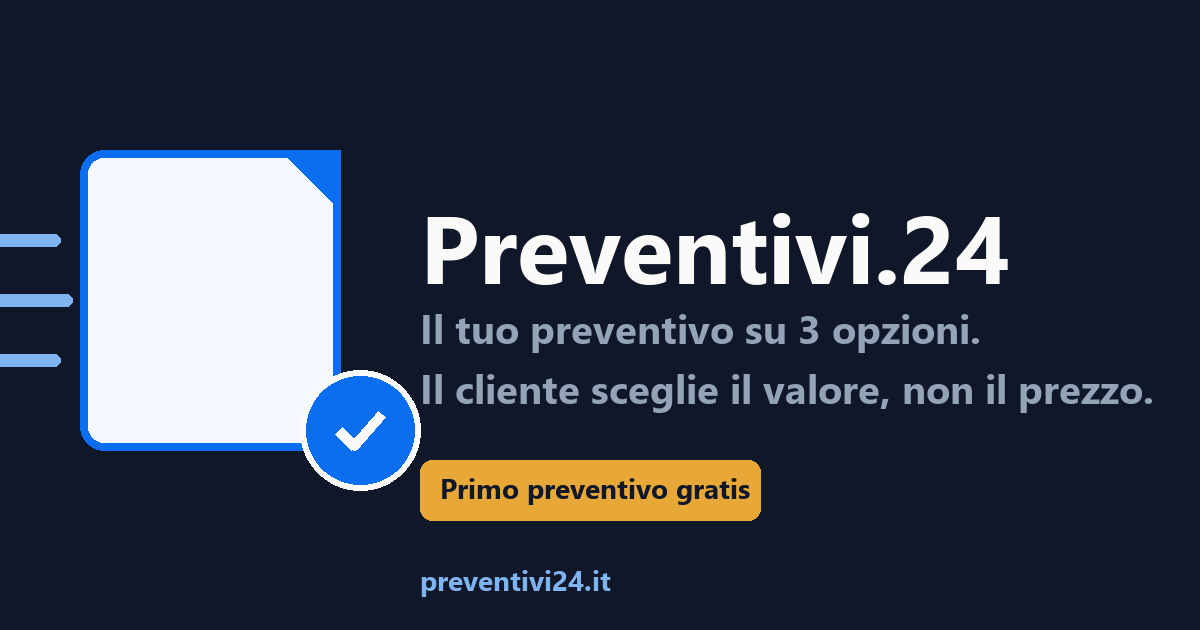 Preventivi.24
Il tuo preventivo su 3 opzioni.
Il cliente sceglie il valore, non il prezzo.
Primo preventivo gratis
preventivi24.it